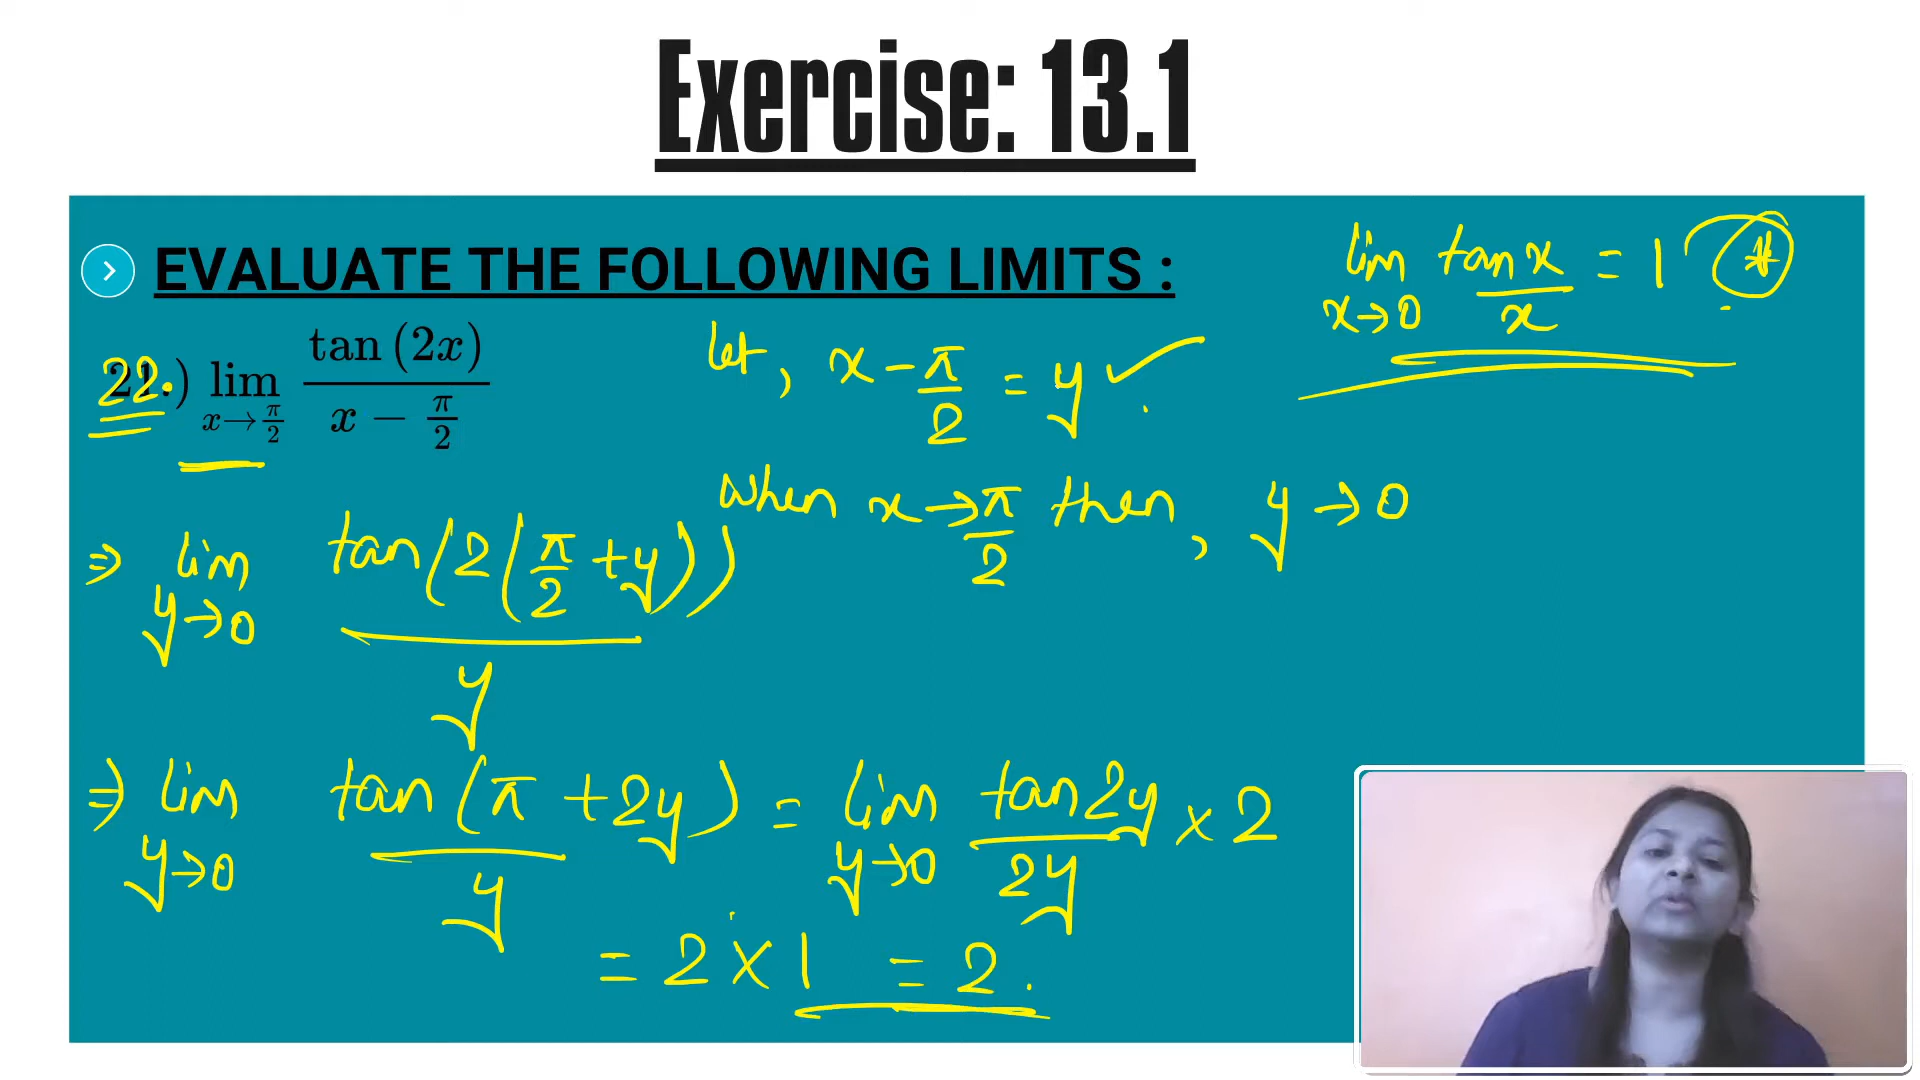 Exercise: 13.1
EVALUATE THE FOLLOWING LIMITS :
lim x→0 tan x / x = 1 *
22.) lim x→π/2 tan (2x) / (x − π/2)
let, x − π/2 = y ✓
when x → π/2 then, y → 0
⇒ lim y→0 tan(2(π/2 + y)) / y
⇒ lim y→0 tan(π + 2y) / y = lim y→0 tan2y / 2y × 2
= 2 × 1 = 2.